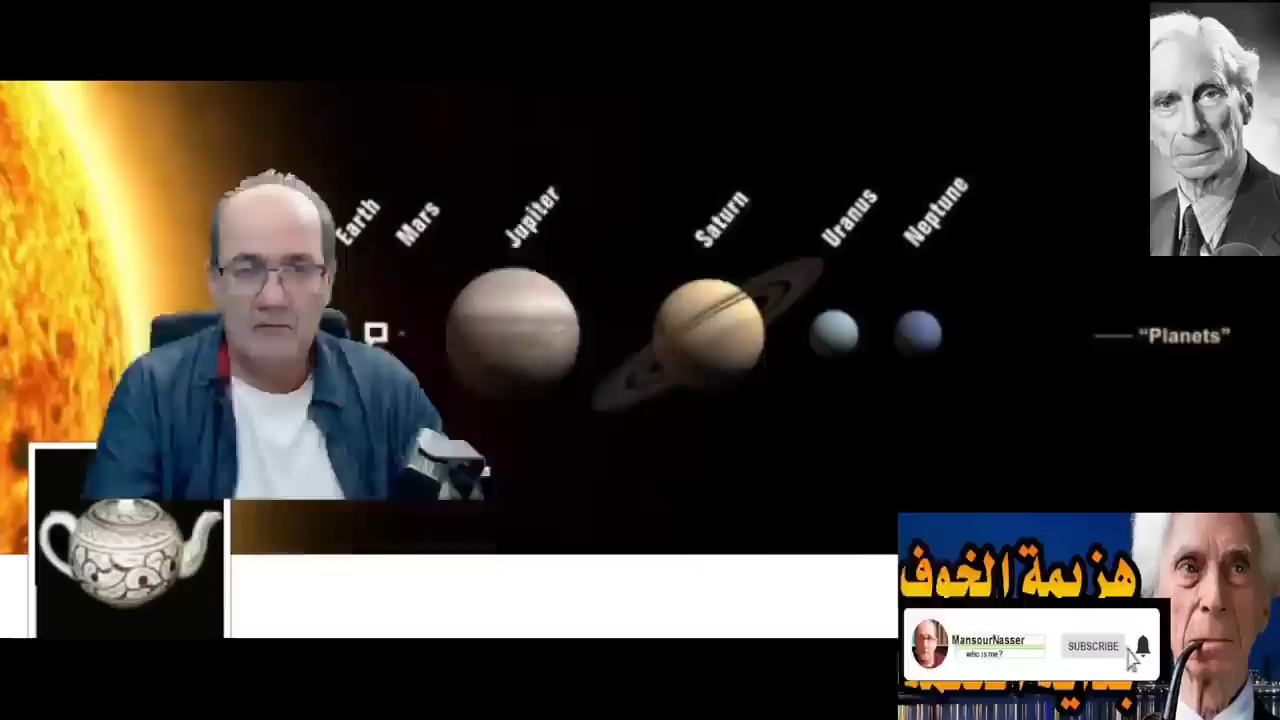 Earth
Mars
Jupiter
Saturn
Uranus
Neptune
“Planets”
هزيمة الخوف
MansourNasser
who is me?
SUBSCRIBE